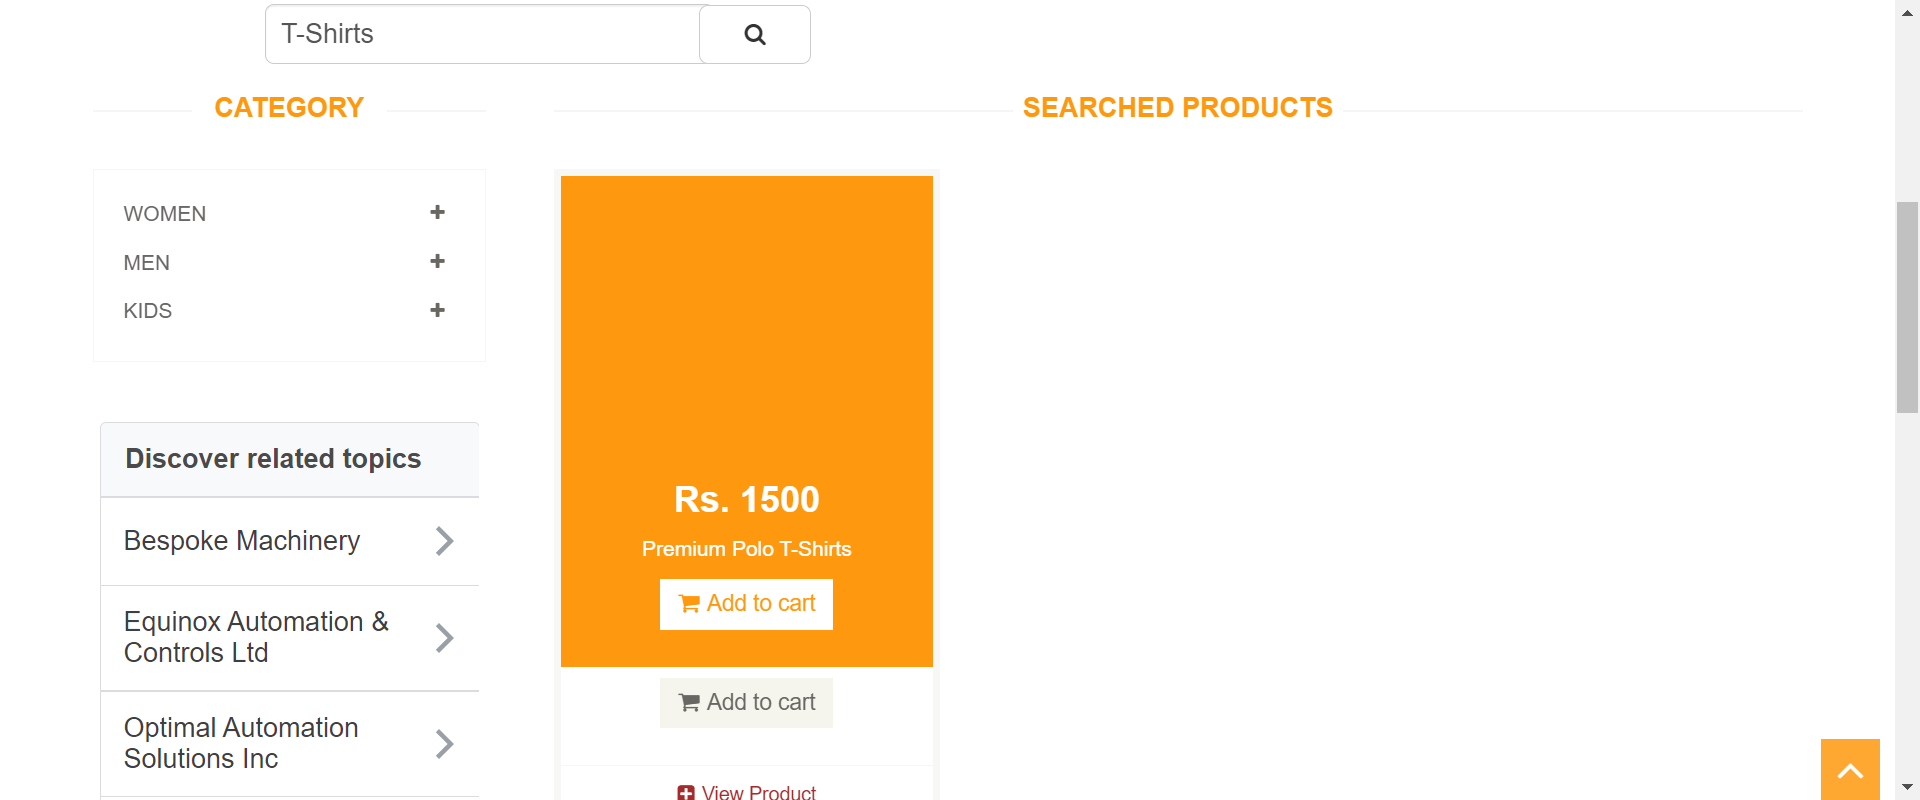 T-Shirts
CATEGORY
WOMEN
MEN
KIDS
Discover related topics
Bespoke Machinery
Equinox Automation &
Controls Ltd
Optimal Automation
Solutions Inc
SEARCHED PRODUCTS
Rs. 1500
Premium Polo T-Shirts
Add to cart
Add to cart
View Product